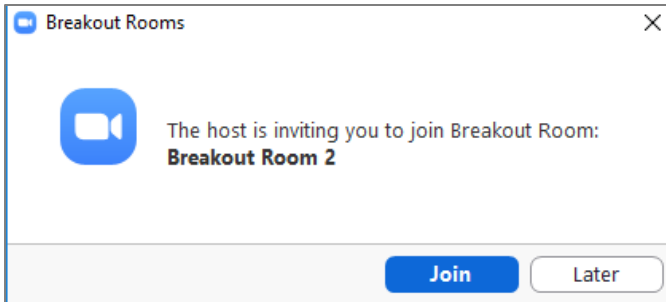 Breakout Rooms
The host is inviting you to join Breakout Room:
Breakout Room 2
Join
Later